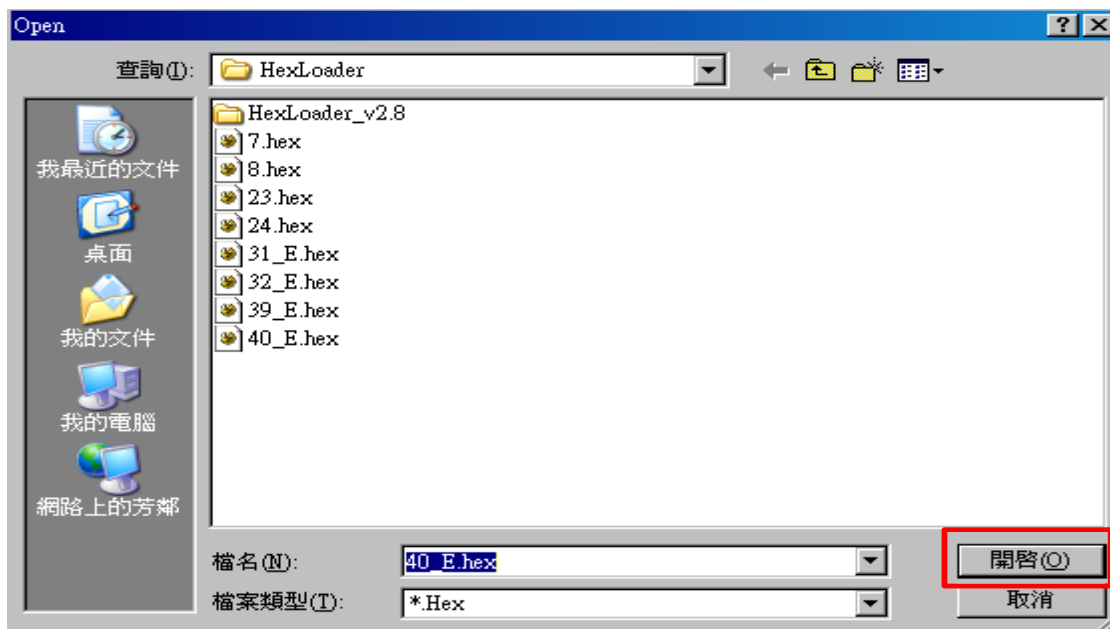 Open
查詢(I): HexLoader
HexLoader_v2.8
7.hex
8.hex
23.hex
24.hex
31_E.hex
32_E.hex
39_E.hex
40_E.hex
我最近的文件
桌面
我的文件
我的電腦
網路上的芳鄰
檔名(N): 40_E.hex 開啓(O)
檔案類型(T): *.Hex 取消